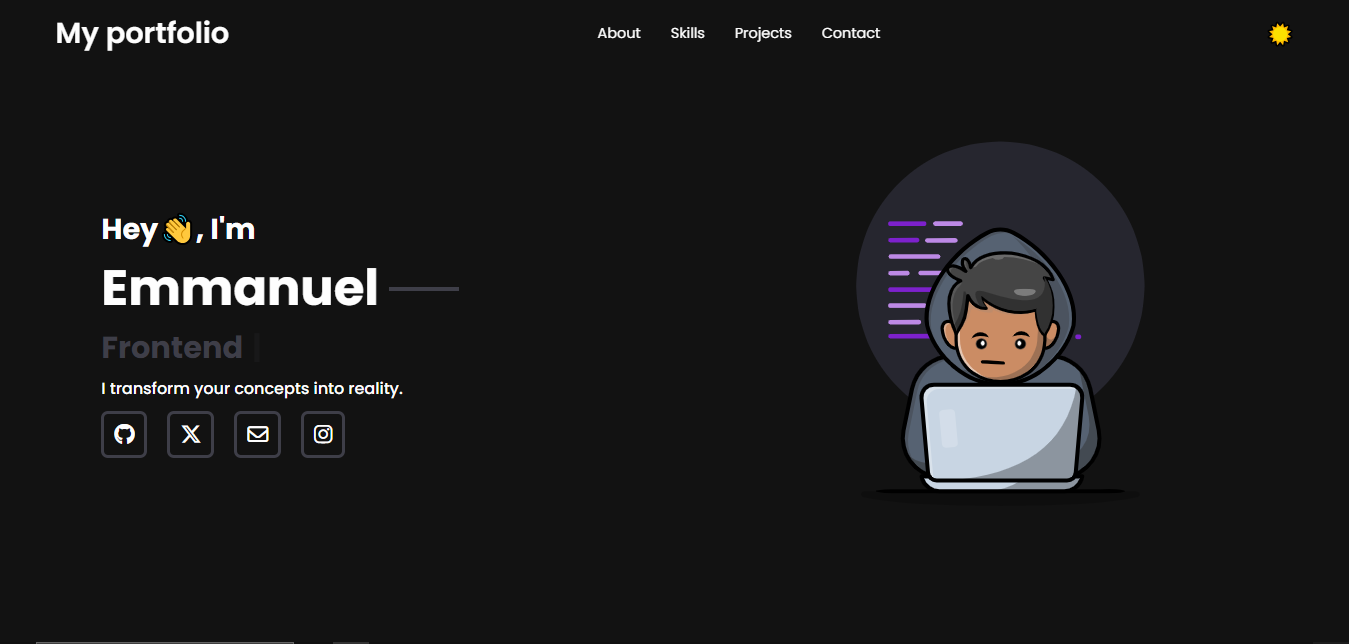 My portfolio
About Skills Projects Contact
Hey 👋, I'm
Emmanuel
Frontend
I transform your concepts into reality.